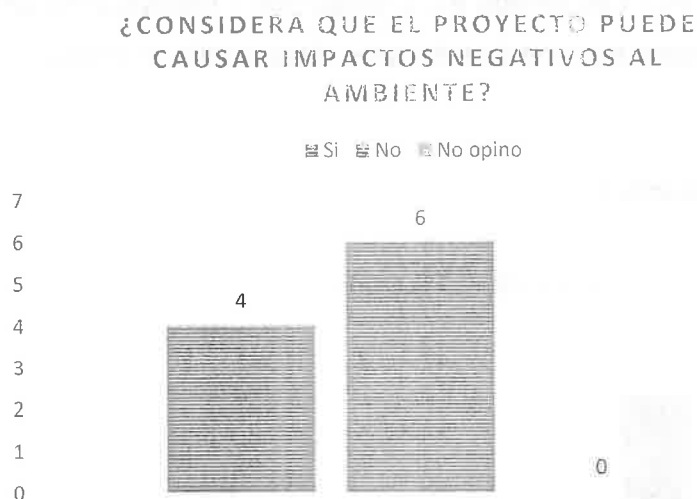 ¿CONSIDERA QUE EL PROYECTO PUEDE
CAUSAR IMPACTOS NEGATIVOS AL
AMBIENTE?
Si No No opino
7
6
5
4
3
2
1
0
4
6
0